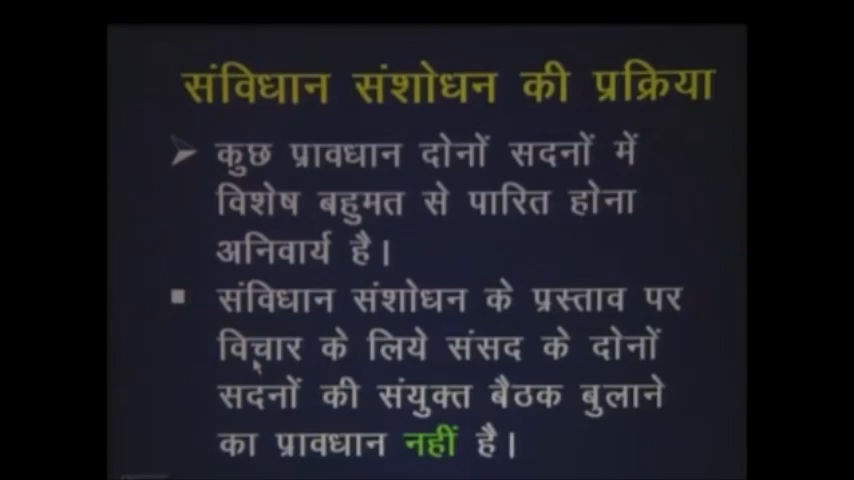 संविधान संशोधन की प्रक्रिया
➢ कुछ प्रावधान दोनों सदनों में
विशेष बहुमत से पारित होना
अनिवार्य है।
▪ संविधान संशोधन के प्रस्ताव पर
विचार के लिये संसद के दोनों
सदनों की संयुक्त बैठक बुलाने
का प्रावधान नहीं है।